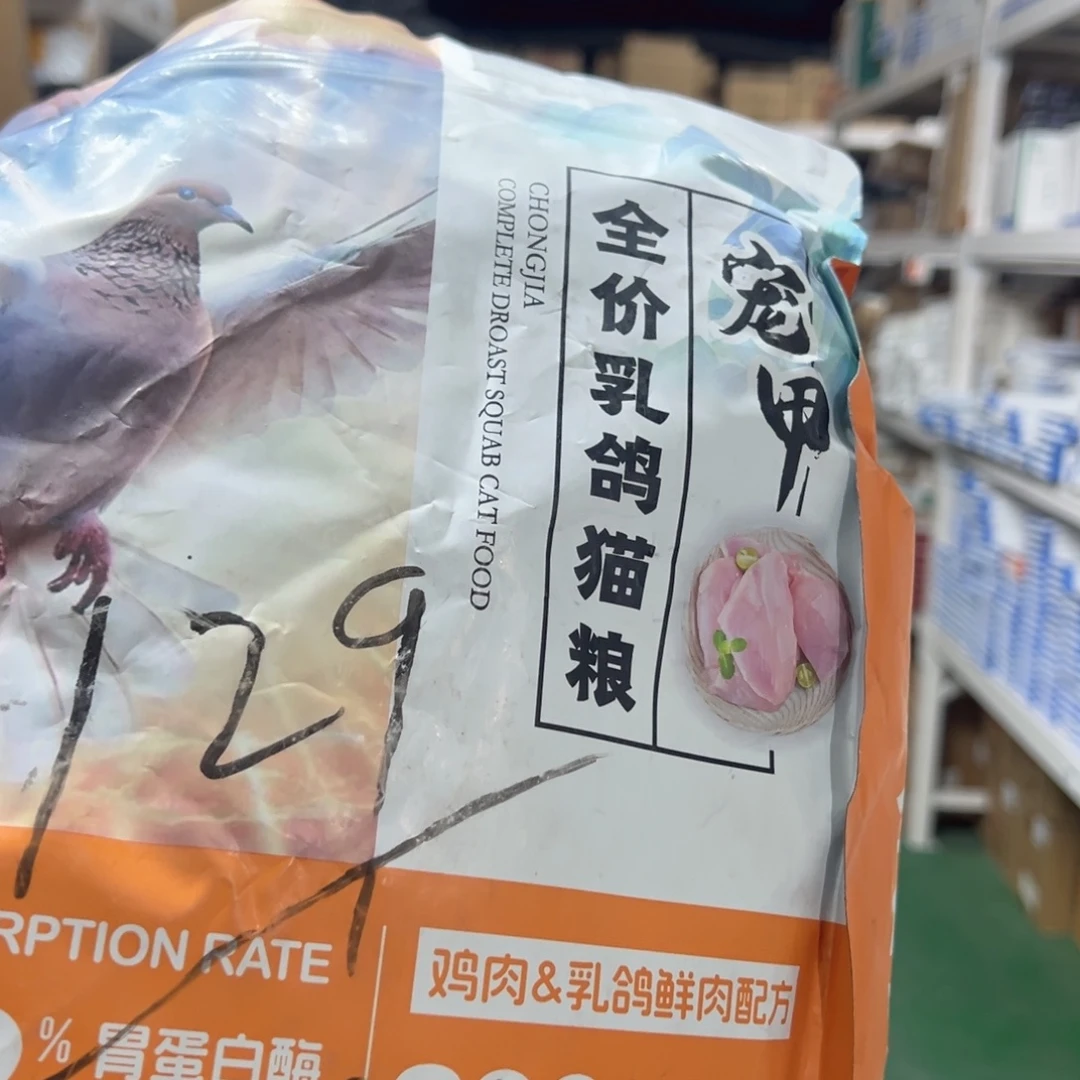 宠甲
全价乳鸽猫粮
CHONGJIA
COMPLETE DROAST SQUAB CAT FOOD
129
RPTION RATE
% 胃蛋白酶
鸡肉&乳鸽鲜肉配方